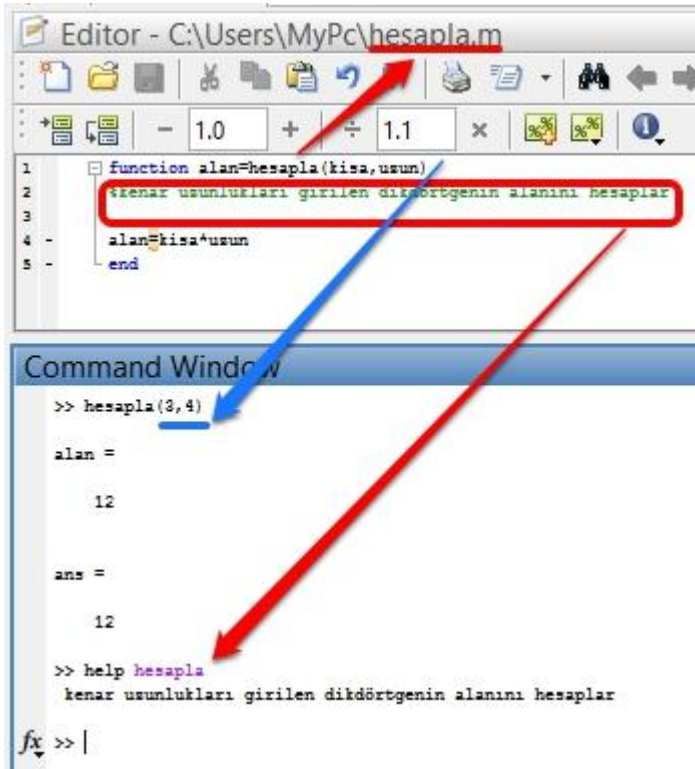 Editor - C:\Users\MyPc\hesapla.m
1.0 1.1
1 function alan=hesapla(kisa,uzun)
2 %kenar uzunlukları girilen dikdörtgenin alanını hesaplar
3
4 - alan=kisa*uzun
5 - end
Command Window
>> hesapla(3,4)
alan =
12
ans =
12
>> help hesapla
kenar uzunlukları girilen dikdörtgenin alanını hesaplar
fx >>